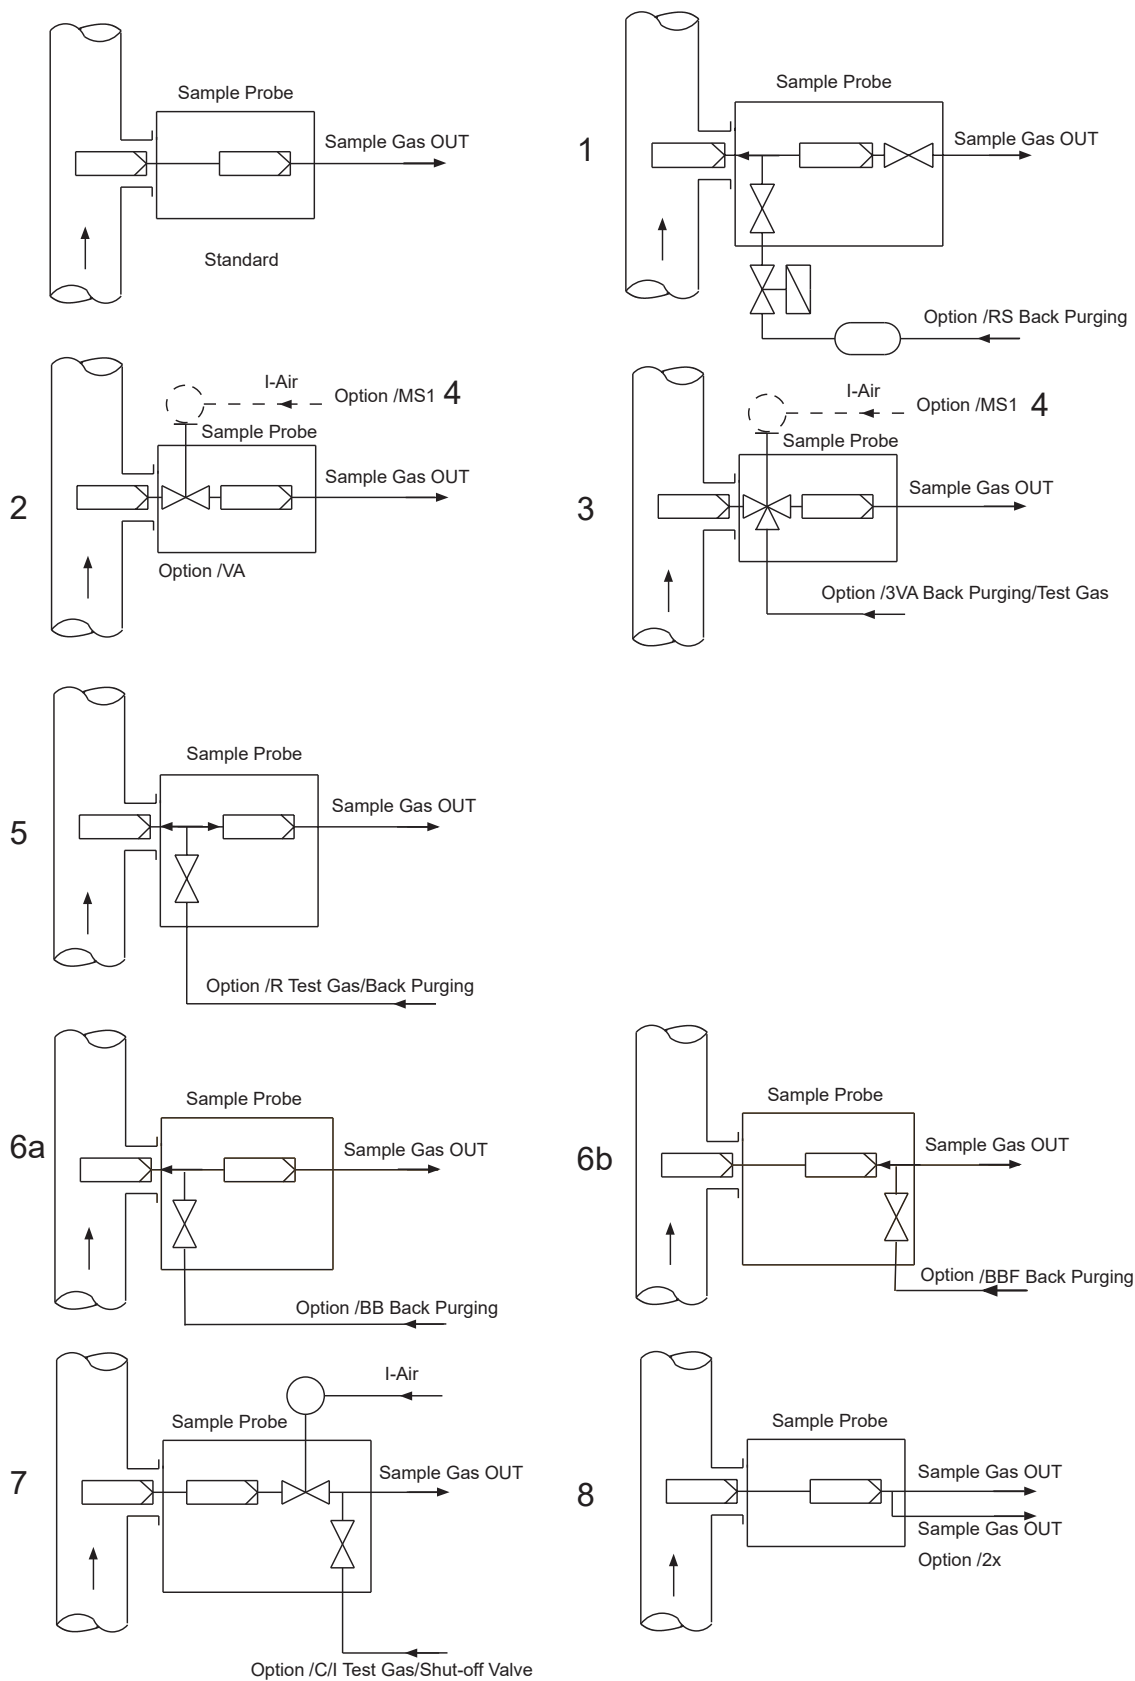 Sample Probe
Sample Gas OUT
Standard
1
Sample Probe
Sample Gas OUT
Option /RS Back Purging
2
I-Air
Option /MS1 4
Sample Probe
Sample Gas OUT
Option /VA
3
I-Air
Option /MS1 4
Sample Probe
Sample Gas OUT
Option /3VA Back Purging/Test Gas
5
Sample Probe
Sample Gas OUT
Option /R Test Gas/Back Purging
6a
Sample Probe
Sample Gas OUT
Option /BB Back Purging
6b
Sample Probe
Sample Gas OUT
Option /BBF Back Purging
7
I-Air
Sample Probe
Sample Gas OUT
Option /C/I Test Gas/Shut-off Valve
8
Sample Probe
Sample Gas OUT
Sample Gas OUT
Option /2x